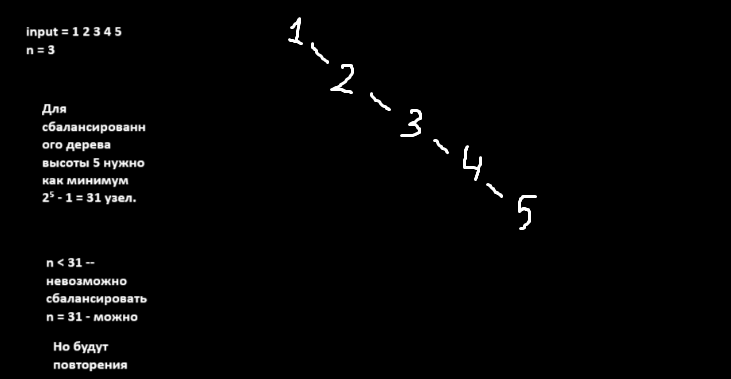 input = 1 2 3 4 5
n = 3
Для
сбалансированн
ого дерева
высоты 5 нужно
как минимум
2⁵ - 1 = 31 узел.
n < 31 --
невозможно
сбалансировать
n = 31 - можно
Но будут
повторения
1
2
3
4
5